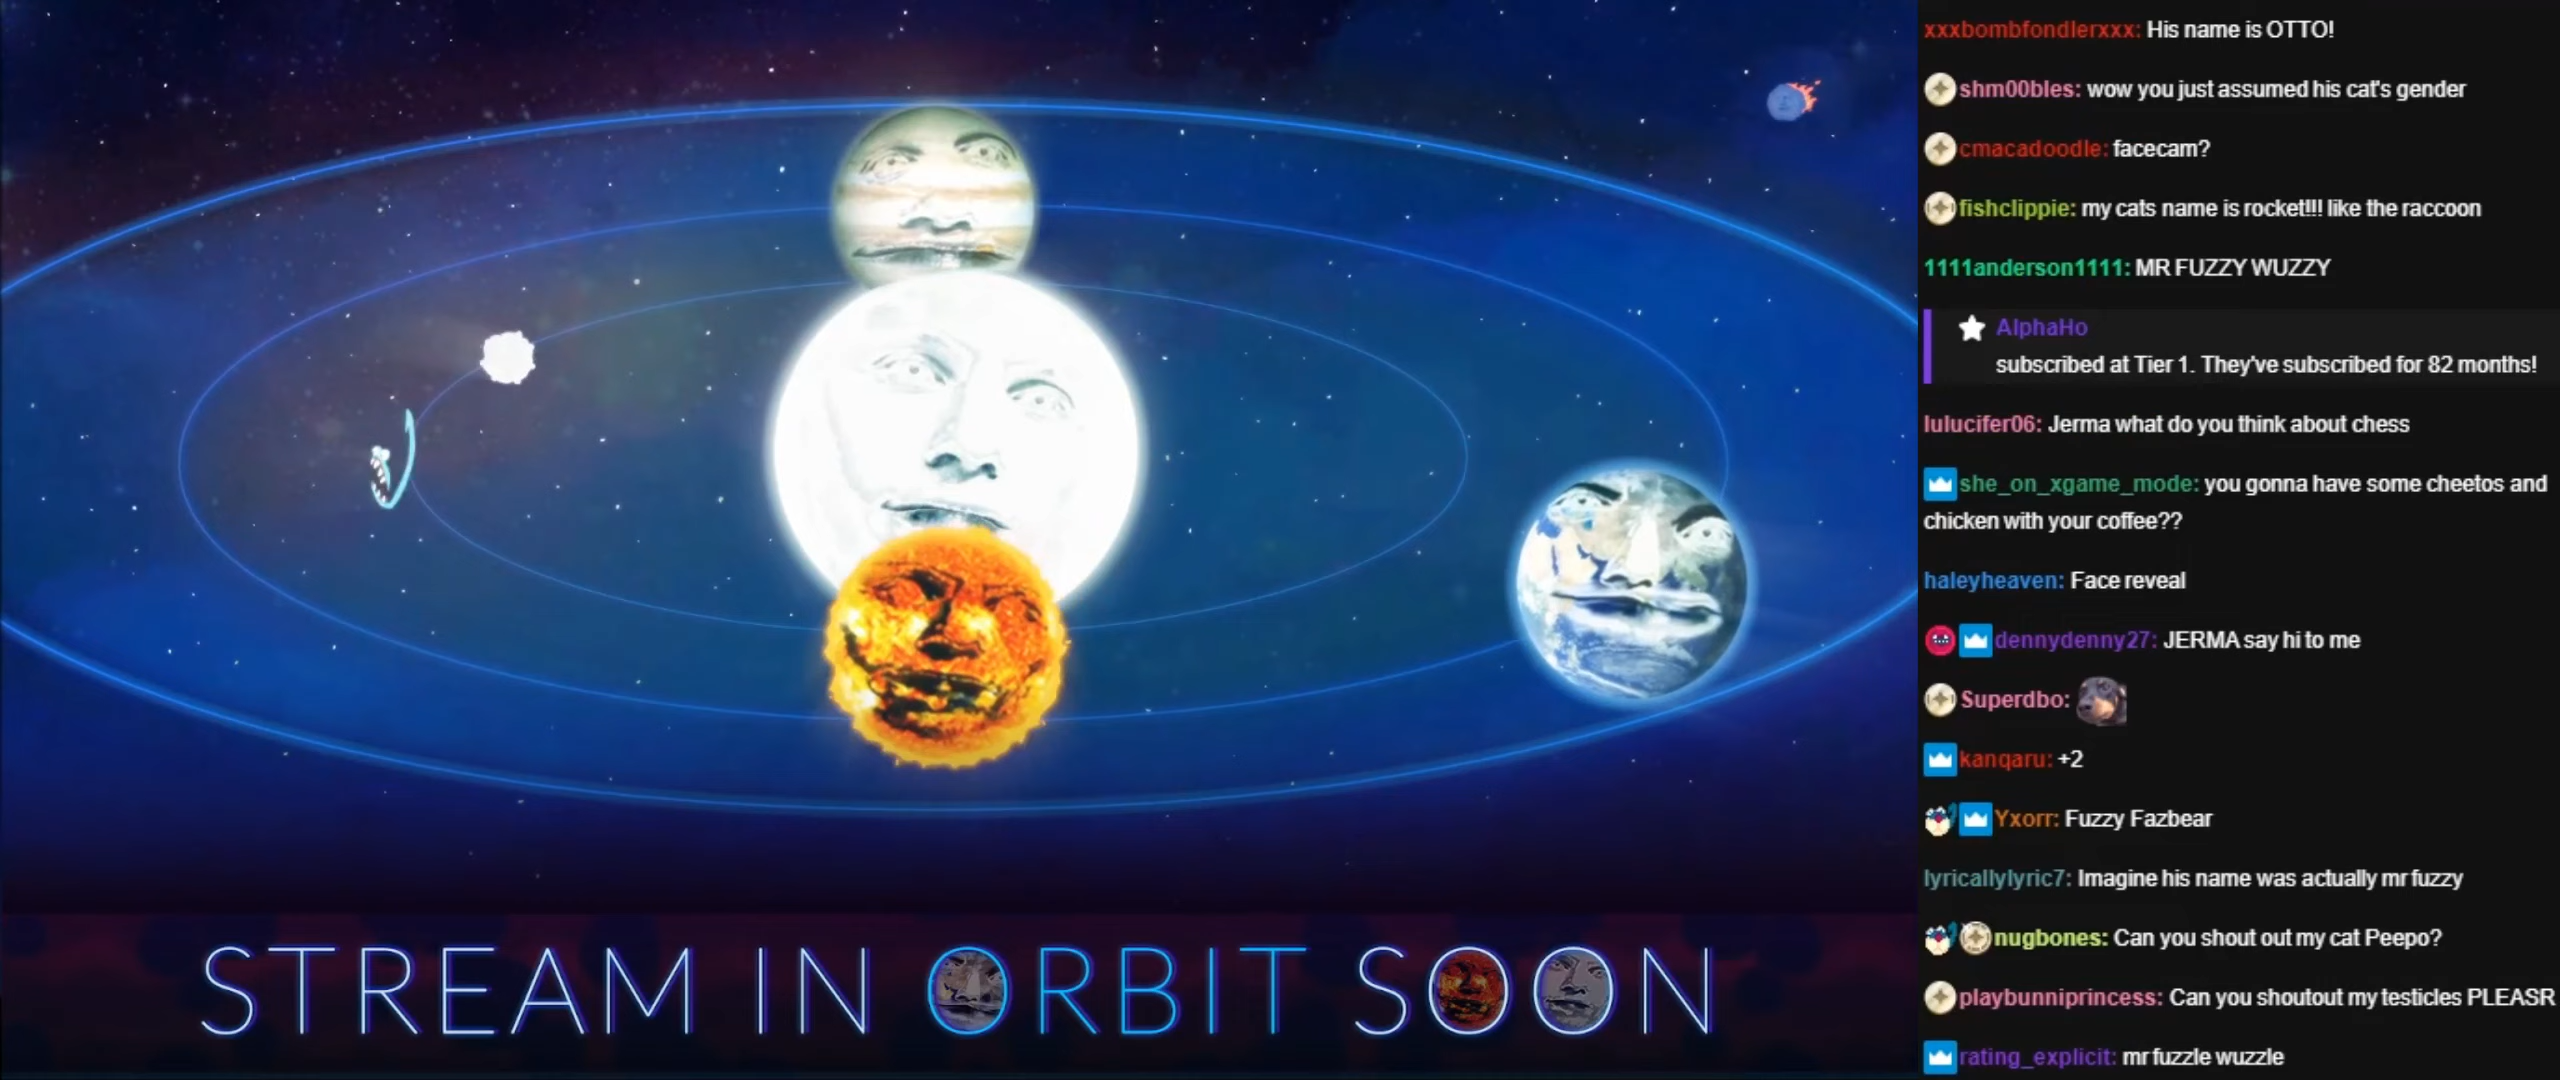 xxxbombfondlerxxx: His name is OTTO!
shm00bles: wow you just assumed his cat's gender
cmacadoodle: facecam?
fishclippie: my cats name is rocket!!! like the raccoon
1111anderson1111: MR FUZZY WUZZY
AlphaHo
subscribed at Tier 1. They've subscribed for 82 months!
lulucifer06: Jerma what do you think about chess
she_on_xgame_mode: you gonna have some cheetos and
chicken with your coffee??
haleyheaven: Face reveal
dennydenny27: JERMA say hi to me
Superdbo:
kanqaru: +2
Yxorr: Fuzzy Fazbear
lyricallylyric7: Imagine his name was actually mr fuzzy
nugbones: Can you shout out my cat Peepo?
playbunniprincess: Can you shoutout my testicles PLEASR
rating_explicit: mr fuzzle wuzzle
STREAM IN ORBIT SOON